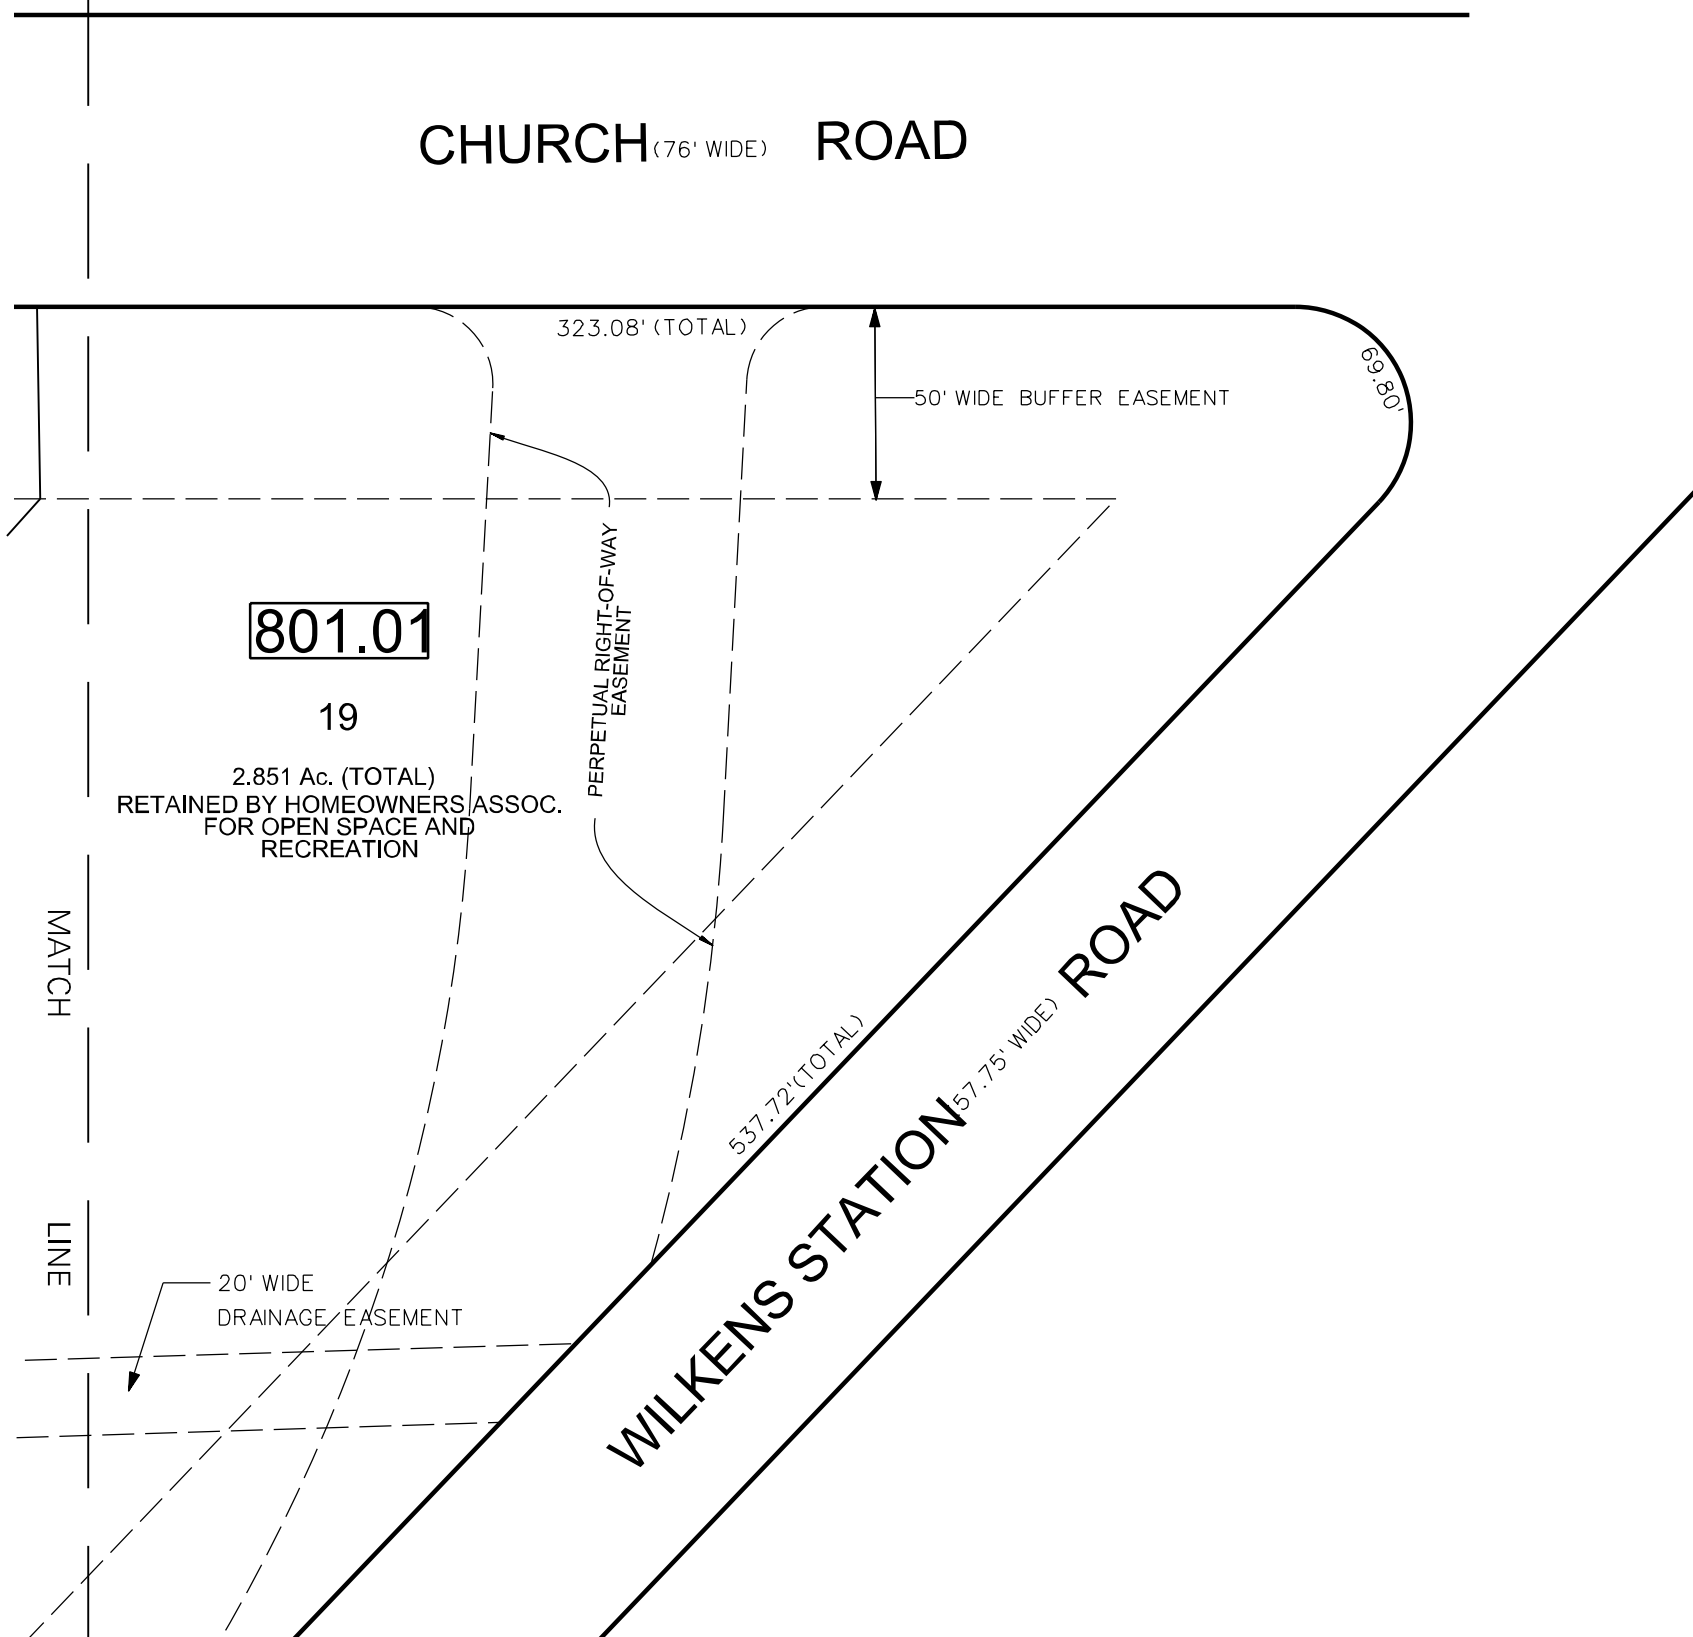 CHURCH (76' WIDE) ROAD
323.08' (TOTAL)
69.80'
50' WIDE BUFFER EASEMENT
PERPETUAL RIGHT-OF-WAY
EASEMENT
801.01
19
2.851 Ac. (TOTAL)
RETAINED BY HOMEOWNERS ASSOC.
FOR OPEN SPACE AND
RECREATION
MATCH LINE
537.72' (TOTAL)
WILKENS STATION (57.75' WIDE) ROAD
20' WIDE
DRAINAGE EASEMENT